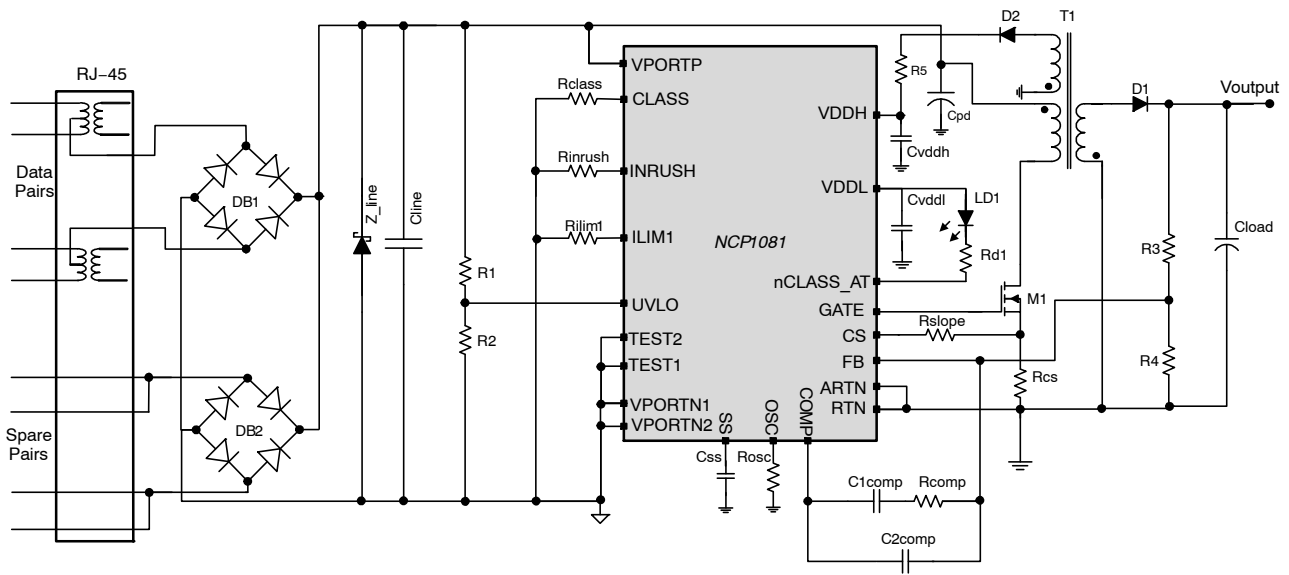 RJ−45
Data
Pairs
Spare
Pairs
DB1
DB2
Z_line
Cline
R1
R2
Rclass
Rinrush
Rilim1
VPORTP
CLASS
INRUSH
ILIM1
UVLO
TEST2
TEST1
VPORTN1
VPORTN2
NCP1081
VDDH
VDDL
nCLASS_AT
GATE
CS
FB
ARTN
RTN
SS
OSC
COMP
Css
Rosc
C1comp
Rcomp
C2comp
R5
Cpd
Cvddh
Cvddl
LD1
Rd1
Rslope
M1
Rcs
D2
T1
D1
Voutput
R3
R4
Cload